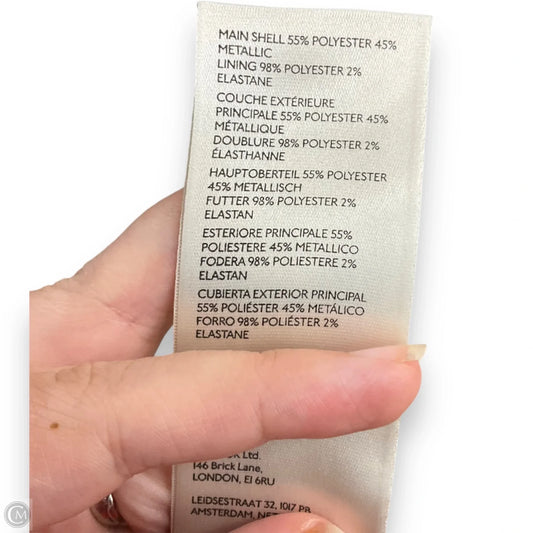 MAIN SHELL 55% POLYESTER 45%
METALLIC
LINING 98% POLYESTER 2%
ELASTANE
COUCHE EXTÉRIEURE
PRINCIPALE 55% POLYESTER 45%
MÉTALLIQUE
DOUBLURE 98% POLYESTER 2%
ÉLASTHANNE
HAUPTOBERTEIL 55% POLYESTER
45% METALLISCH
FUTTER 98% POLYESTER 2%
ELASTAN
ESTERIORE PRINCIPALE 55%
POLIESTERE 45% METALLICO
FODERA 98% POLIESTERE 2%
ELASTAN
CUBIERTA EXTERIOR PRINCIPAL
55% POLIÉSTER 45% METÁLICO
FORRO 98% POLIÉSTER 2%
ELASTANE
Ltd.
146 Brick Lane,
LONDON, E1 6RU
LEIDSESTRAAT 32, 1017 PB
AMSTERDAM,
M